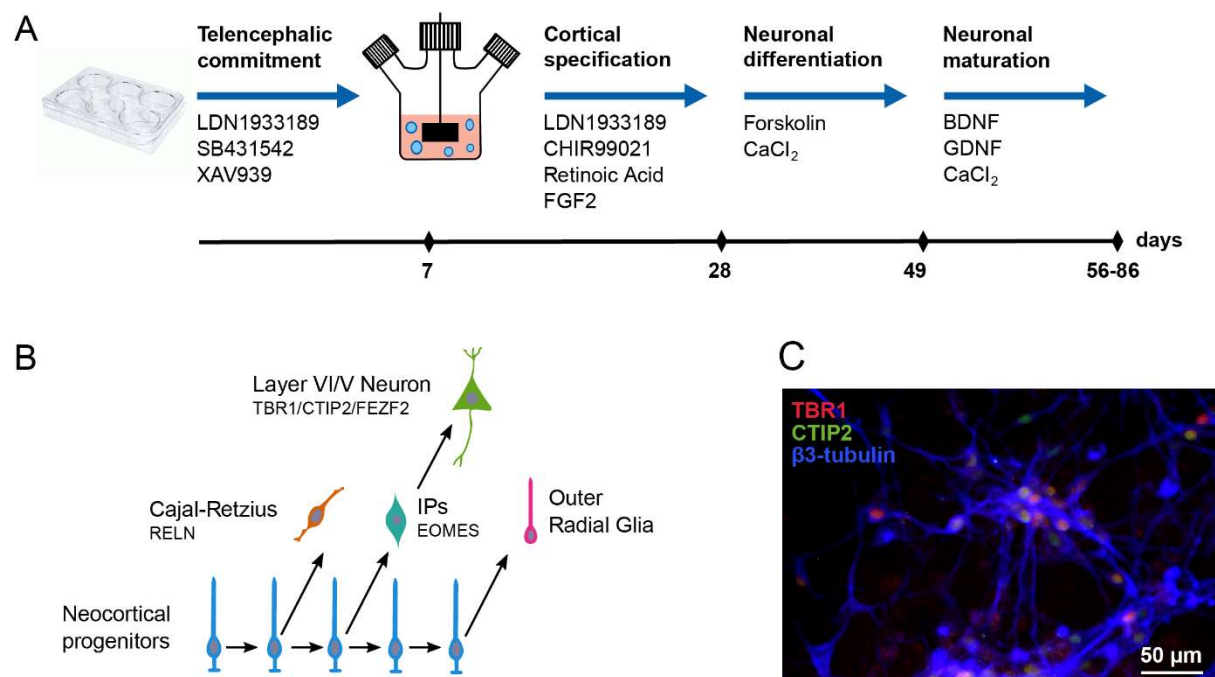 A
Telencephalic
commitment
LDN1933189
SB431542
XAV939
Cortical
specification
LDN1933189
CHIR99021
Retinoic Acid
FGF2
Neuronal
differentiation
Forskolin
CaCl₂
Neuronal
maturation
BDNF
GDNF
CaCl₂
7
28
49
56-86
days
B
Layer VI/V Neuron
TBR1/CTIP2/FEZF2
Cajal-Retzius
RELN
IPs
EOMES
Outer
Radial Glia
Neocortical
progenitors
C
TBR1
CTIP2
β3-tubulin
50 µm